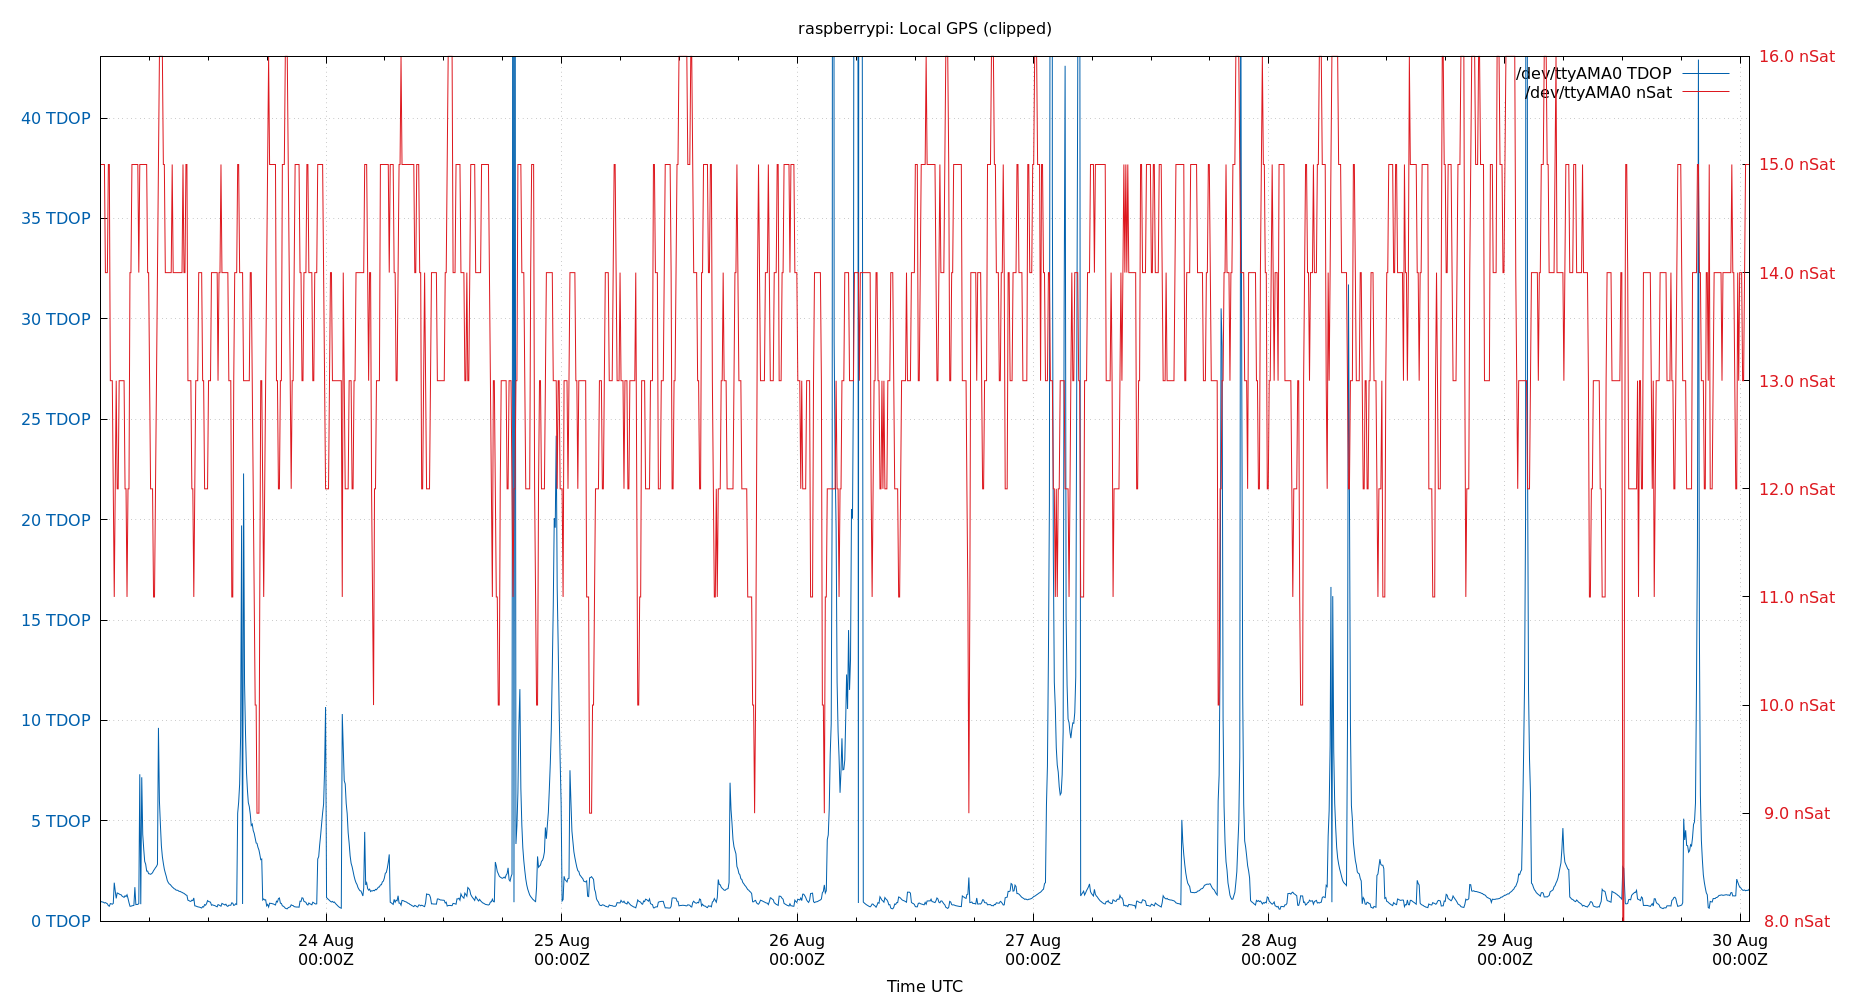 raspberrypi: Local GPS (clipped)
16.0 nSat
/dev/ttyAMA0 TDOP
/dev/ttyAMA0 nSat
40 TDOP
15.0 nSat
35 TDOP
14.0 nSat
30 TDOP
13.0 nSat
25 TDOP
12.0 nSat
20 TDOP
11.0 nSat
15 TDOP
10.0 nSat
10 TDOP
9.0 nSat
5 TDOP
0 TDOP
8.0 nSat
24 Aug 25 Aug 26 Aug 27 Aug 28 Aug 29 Aug 30 Aug
00:00Z 00:00Z 00:00Z 00:00Z 00:00Z 00:00Z 00:00Z
Time UTC